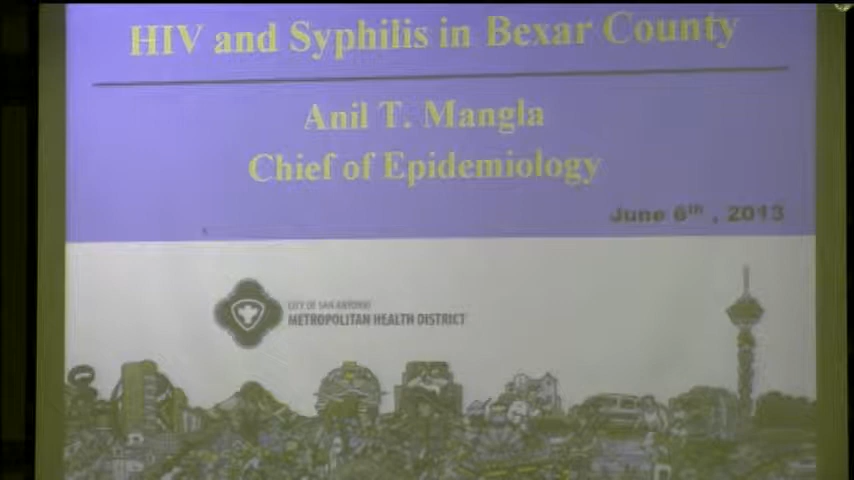 HIV and Syphilis in Bexar County
Anil T. Mangla
Chief of Epidemiology
June 6th, 2013
CITY OF SAN ANTONIO
METROPOLITAN HEALTH DISTRICT